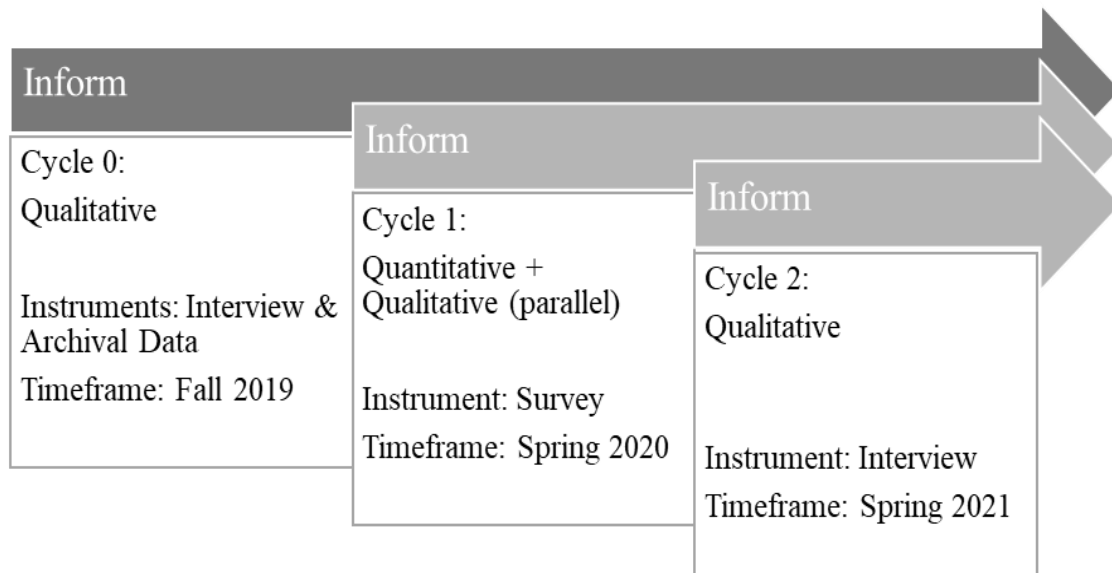 Inform
Cycle 0:
Qualitative
Instruments: Interview &
Archival Data
Timeframe: Fall 2019
Inform
Cycle 1:
Quantitative +
Qualitative (parallel)
Instrument: Survey
Timeframe: Spring 2020
Inform
Cycle 2:
Qualitative
Instrument: Interview
Timeframe: Spring 2021